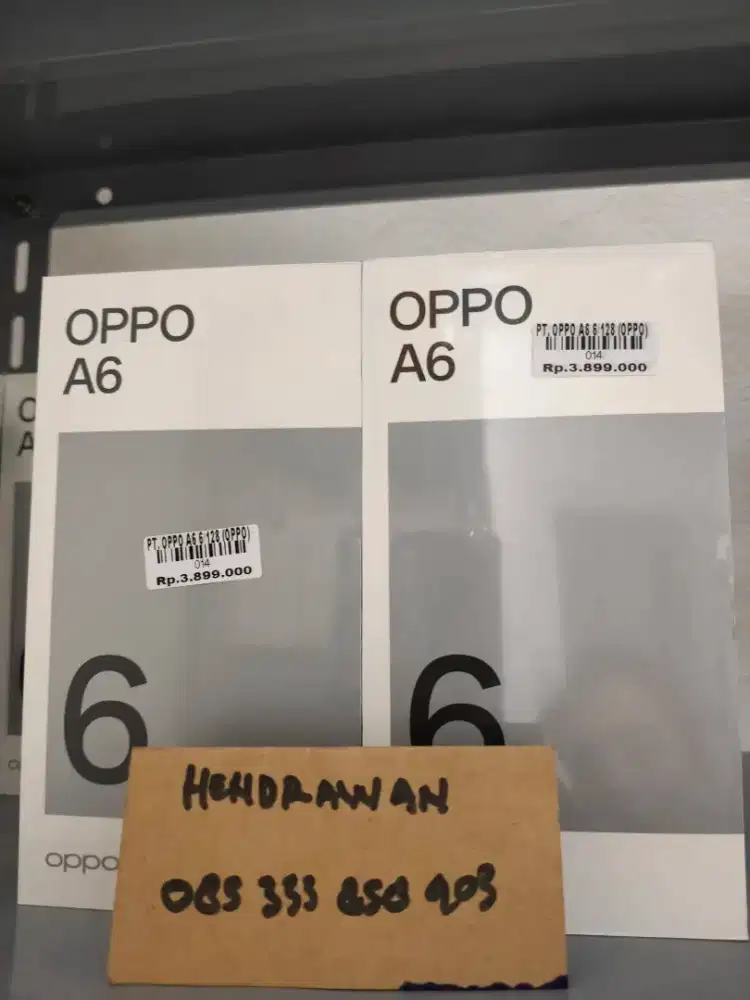 OPPO
A6
PT. OPPO A6 6 128 (OPPO)
014
Rp.3.899.000
6
oppo
OPPO
A6
PT. OPPO A6 6 128 (OPPO)
014
Rp.3.899.000
6
HENDRAWAN
085 333 850 903